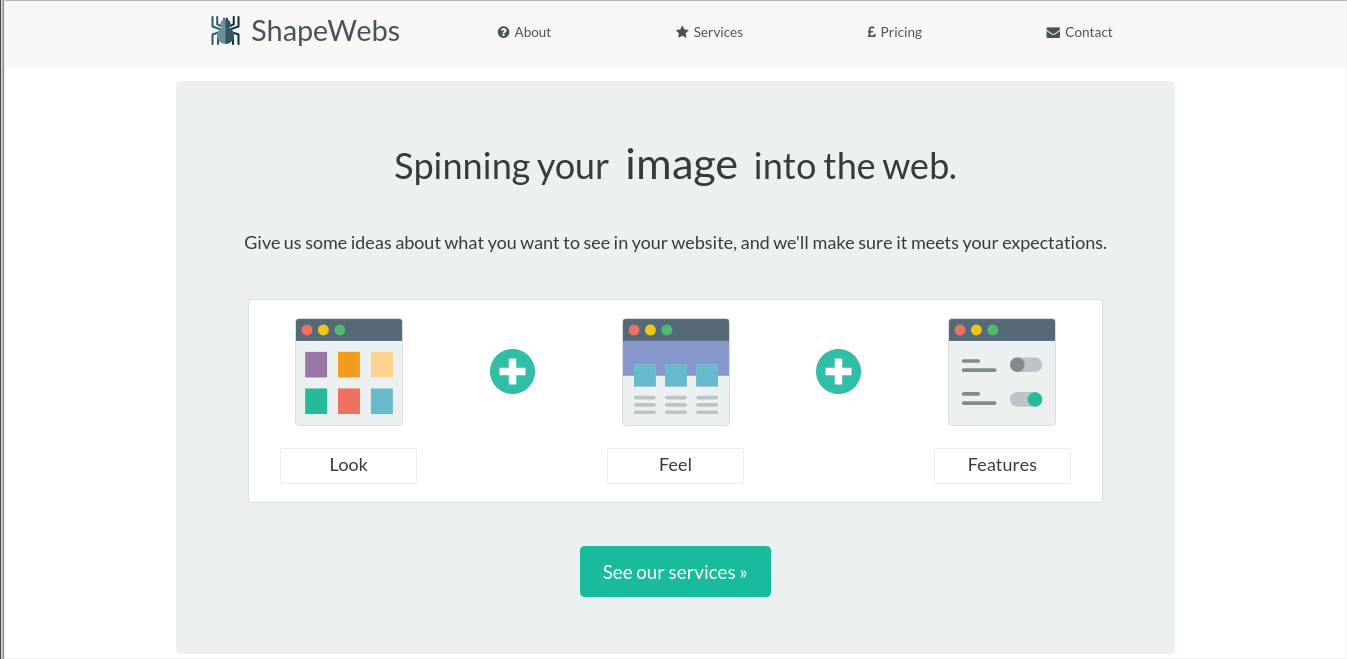 ShapeWebs
About
Services
£ Pricing
Contact
Spinning your image into the web.
Give us some ideas about what you want to see in your website, and we'll make sure it meets your expectations.
Look
Feel
Features
See our services »